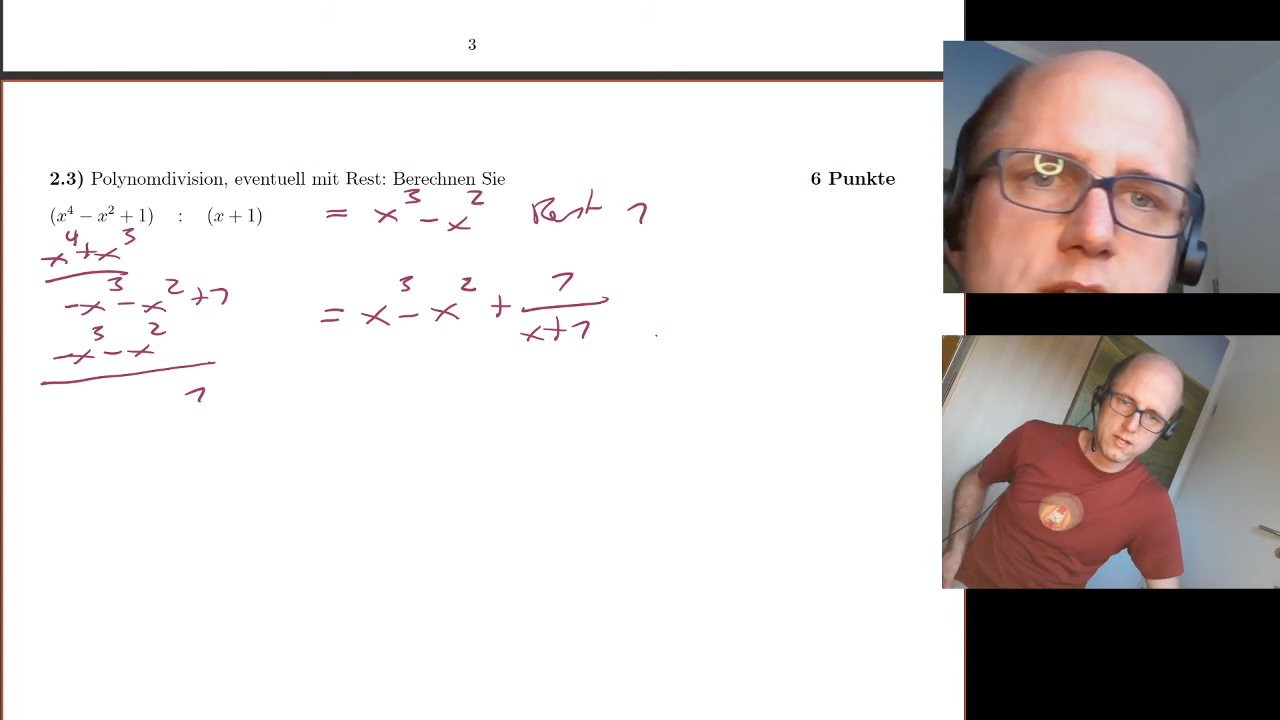 3
2.3) Polynomdivision, eventuell mit Rest: Berechnen Sie 6 Punkte
(x⁴ − x² + 1) : (x + 1) = x³ − x² Rest 1
x⁴ + x³
−x³ − x² + 1
−x³ − x²
1
= x³ − x² + 1/(x+1)